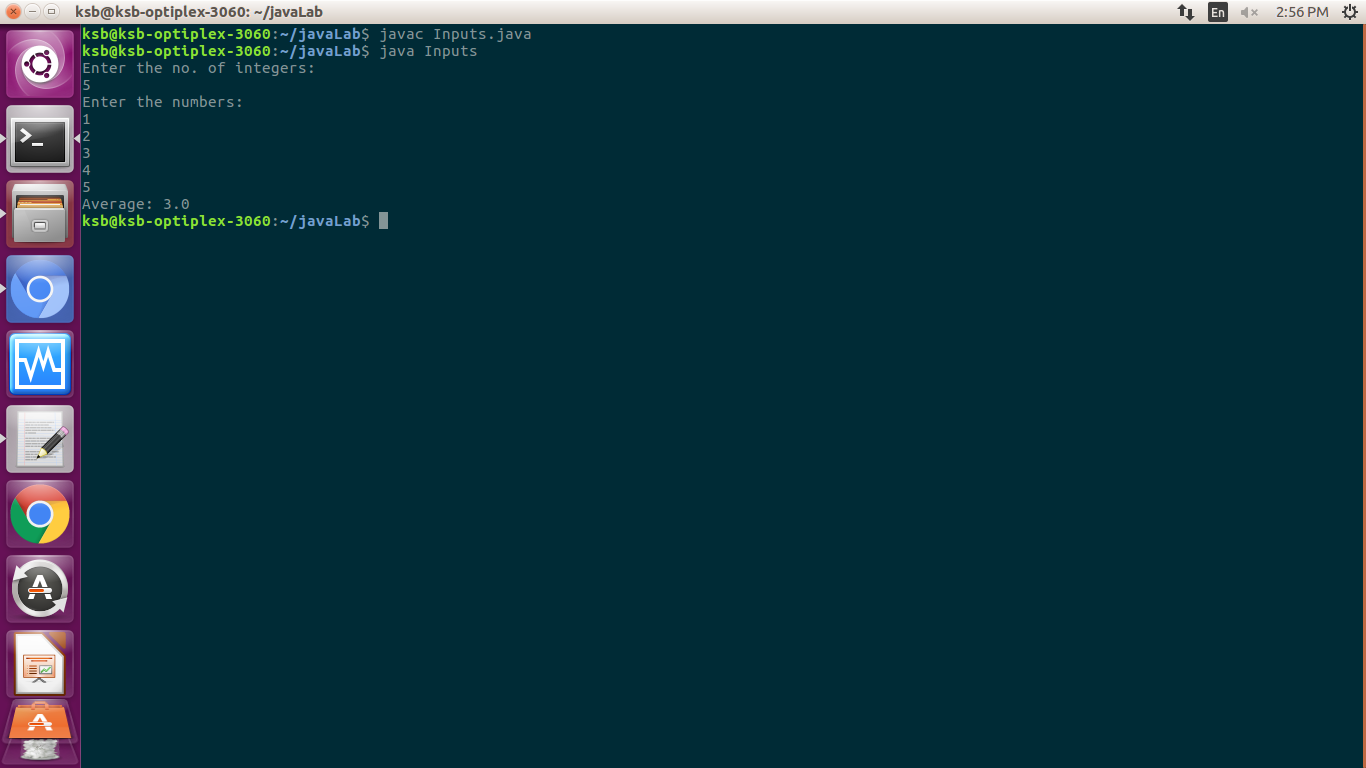 ksb@ksb-optiplex-3060: ~/javaLab
En
2:56 PM
ksb@ksb-optiplex-3060:~/javaLab$ javac Inputs.java
ksb@ksb-optiplex-3060:~/javaLab$ java Inputs
Enter the no. of integers:
5
Enter the numbers:
1
2
3
4
5
Average: 3.0
ksb@ksb-optiplex-3060:~/javaLab$